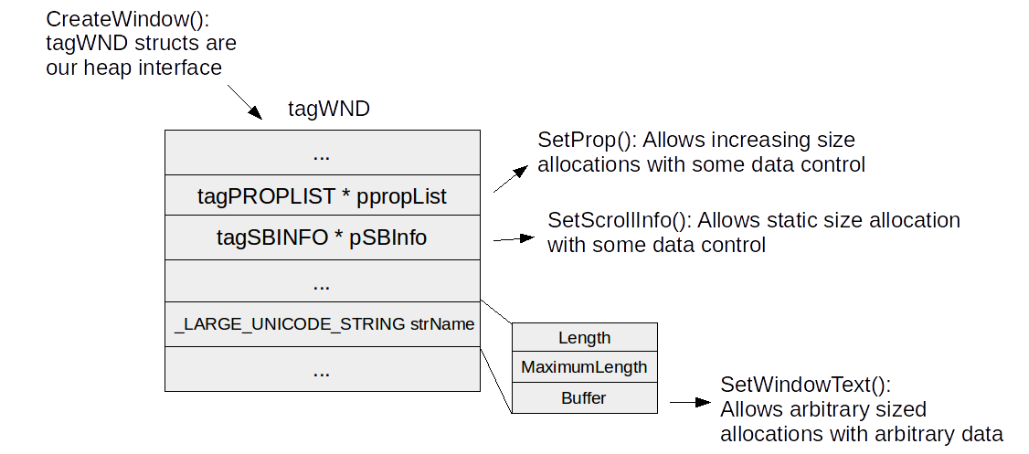 CreateWindow():
tagWND structs are
our heap interface
tagWND
...
tagPROPLIST * ppropList
tagSBINFO * pSBInfo
...
_LARGE_UNICODE_STRING strName
...
SetProp(): Allows increasing size
allocations with some data control
SetScrollInfo(): Allows static size allocation
with some data control
Length
MaximumLength
Buffer
SetWindowText():
Allows arbitrary sized
allocations with arbitrary data